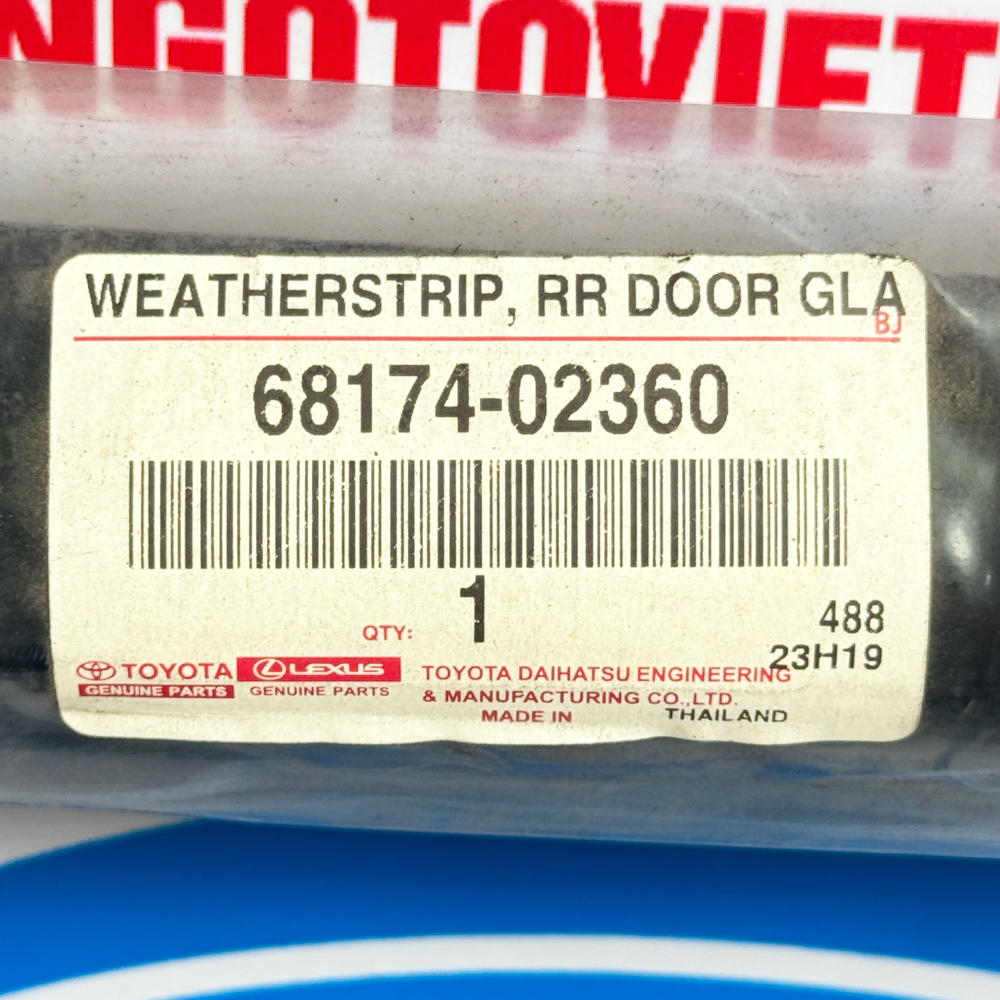 NGOTOVIET
WEATHERSTRIP, RR DOOR GLA
BJ
68174-02360
QTY: 1
488
23H19
TOYOTA
GENUINE PARTS
LEXUS
GENUINE PARTS
TOYOTA DAIHATSU ENGINEERING
& MANUFACTURING CO.,LTD.
MADE IN THAILAND